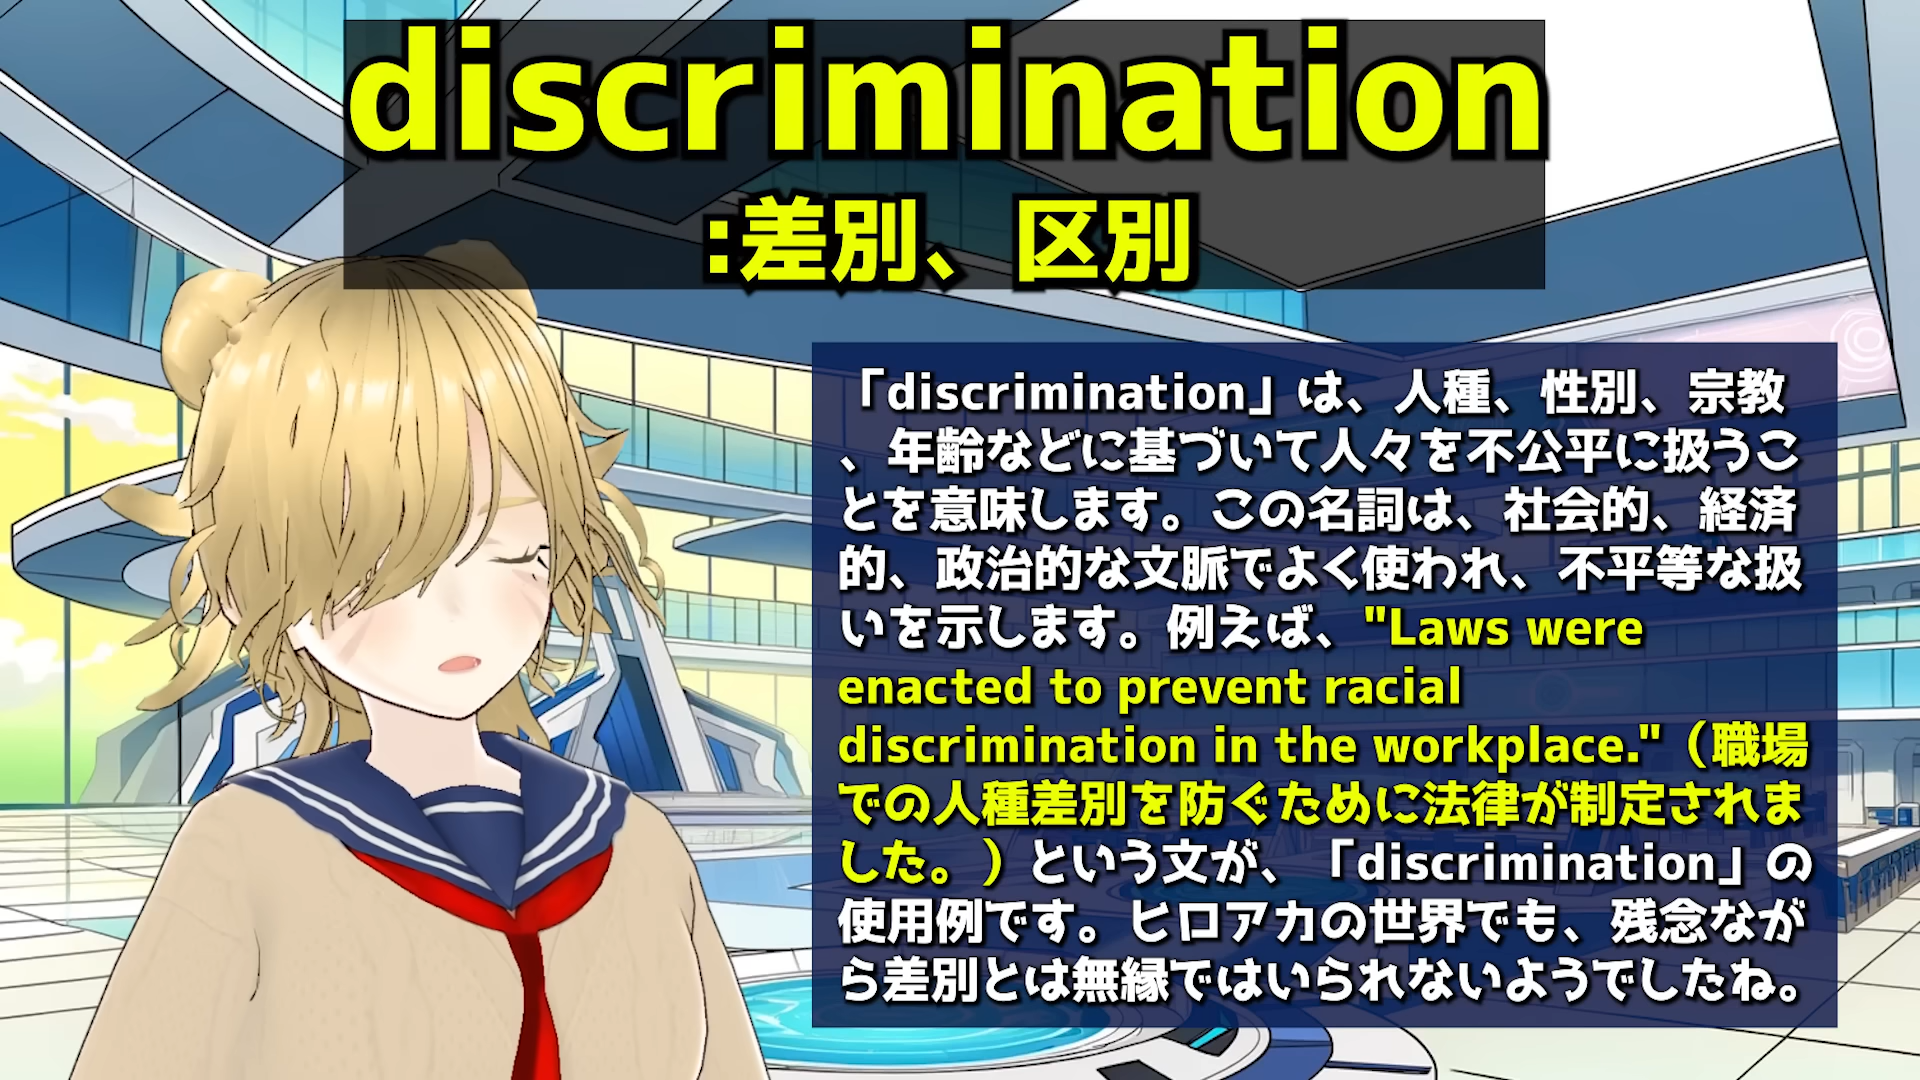 discrimination
:差別、区別
「discrimination」は、人種、性別、宗教
、年齢などに基づいて人々を不公平に扱うこ
とを意味します。この名詞は、社会的、経済
的、政治的な文脈でよく使われ、不平等な扱
いを示します。例えば、"Laws were
enacted to prevent racial
discrimination in the workplace."（職場
での人種差別を防ぐために法律が制定されま
した。）という文が、「discrimination」の
使用例です。ヒロアカの世界でも、残念なが
ら差別とは無縁ではいられないようでしたね。